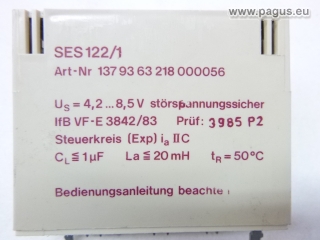 © www.pagus.eu
SES 122/1
Art-Nr 137 93 63 218 000056
Us = 4,2 ... 8,5 V störspannungssicher
IfB VF-E 3842/83 Prüf: 3985 P2
Steuerkreis (Exp) ia IIC
CL ≦ 1µF La ≦ 20 mH tR = 50°C
Bedienungsanleitung beachten